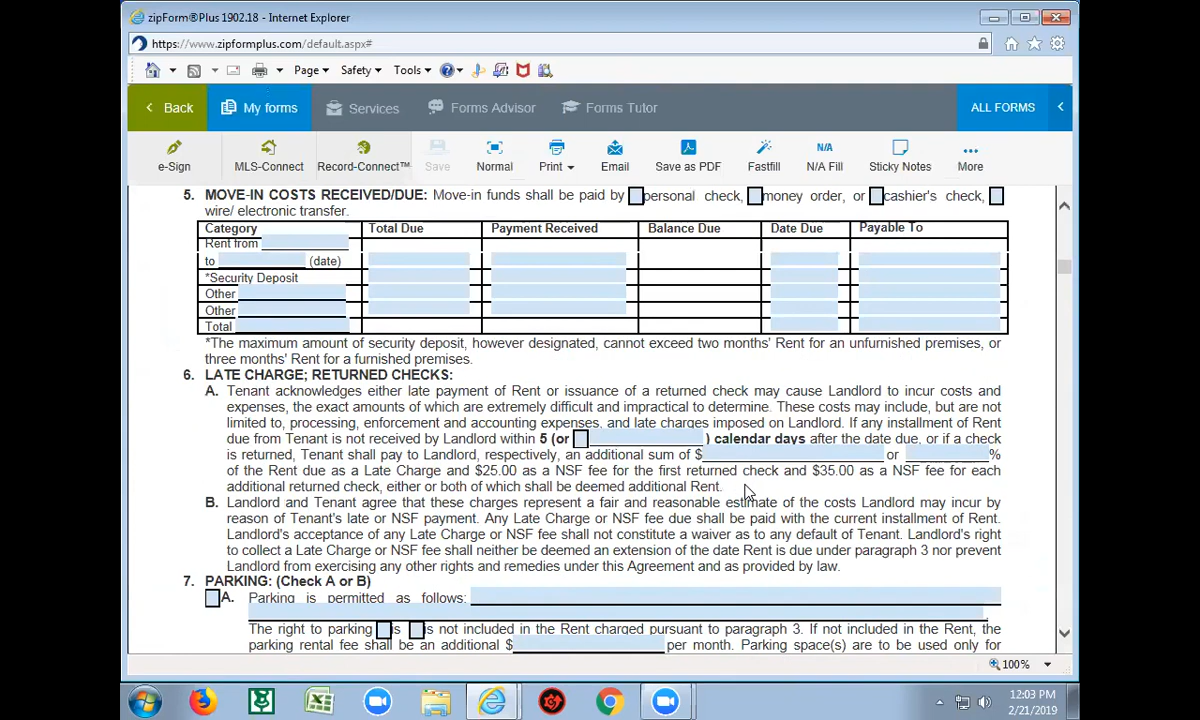 zipForm®Plus 1902.18 - Internet Explorer
https://www.zipformplus.com/default.aspx#
Page Safety Tools
Back My forms Services Forms Advisor Forms Tutor ALL FORMS
e-Sign MLS-Connect Record-Connect™ Save Normal Print Email Save as PDF Fastfill N/A N/A Fill Sticky Notes More
5. MOVE-IN COSTS RECEIVED/DUE: Move-in funds shall be paid by personal check, money order, or cashier's check,
wire/ electronic transfer.
Category Total Due Payment Received Balance Due Date Due Payable To
Rent from
to (date)
*Security Deposit
Other
Other
Total
*The maximum amount of security deposit, however designated, cannot exceed two months' Rent for an unfurnished premises, or
three months' Rent for a furnished premises.
6. LATE CHARGE; RETURNED CHECKS:
A. Tenant acknowledges either late payment of Rent or issuance of a returned check may cause Landlord to incur costs and
expenses, the exact amounts of which are extremely difficult and impractical to determine. These costs may include, but are not
limited to, processing, enforcement and accounting expenses, and late charges imposed on Landlord. If any installment of Rent
due from Tenant is not received by Landlord within 5 (or ) calendar days after the date due, or if a check
is returned, Tenant shall pay to Landlord, respectively, an additional sum of $ or %
of the Rent due as a Late Charge and $25.00 as a NSF fee for the first returned check and $35.00 as a NSF fee for each
additional returned check, either or both of which shall be deemed additional Rent.
B. Landlord and Tenant agree that these charges represent a fair and reasonable estimate of the costs Landlord may incur by
reason of Tenant's late or NSF payment. Any Late Charge or NSF fee due shall be paid with the current installment of Rent.
Landlord's acceptance of any Late Charge or NSF fee shall not constitute a waiver as to any default of Tenant. Landlord's right
to collect a Late Charge or NSF fee shall neither be deemed an extension of the date Rent is due under paragraph 3 nor prevent
Landlord from exercising any other rights and remedies under this Agreement and as provided by law.
7. PARKING: (Check A or B)
A. Parking is permitted as follows:
The right to parking is is not included in the Rent charged pursuant to paragraph 3. If not included in the Rent, the
parking rental fee shall be an additional $ per month. Parking space(s) are to be used only for
100%
12:03 PM
2/21/2019